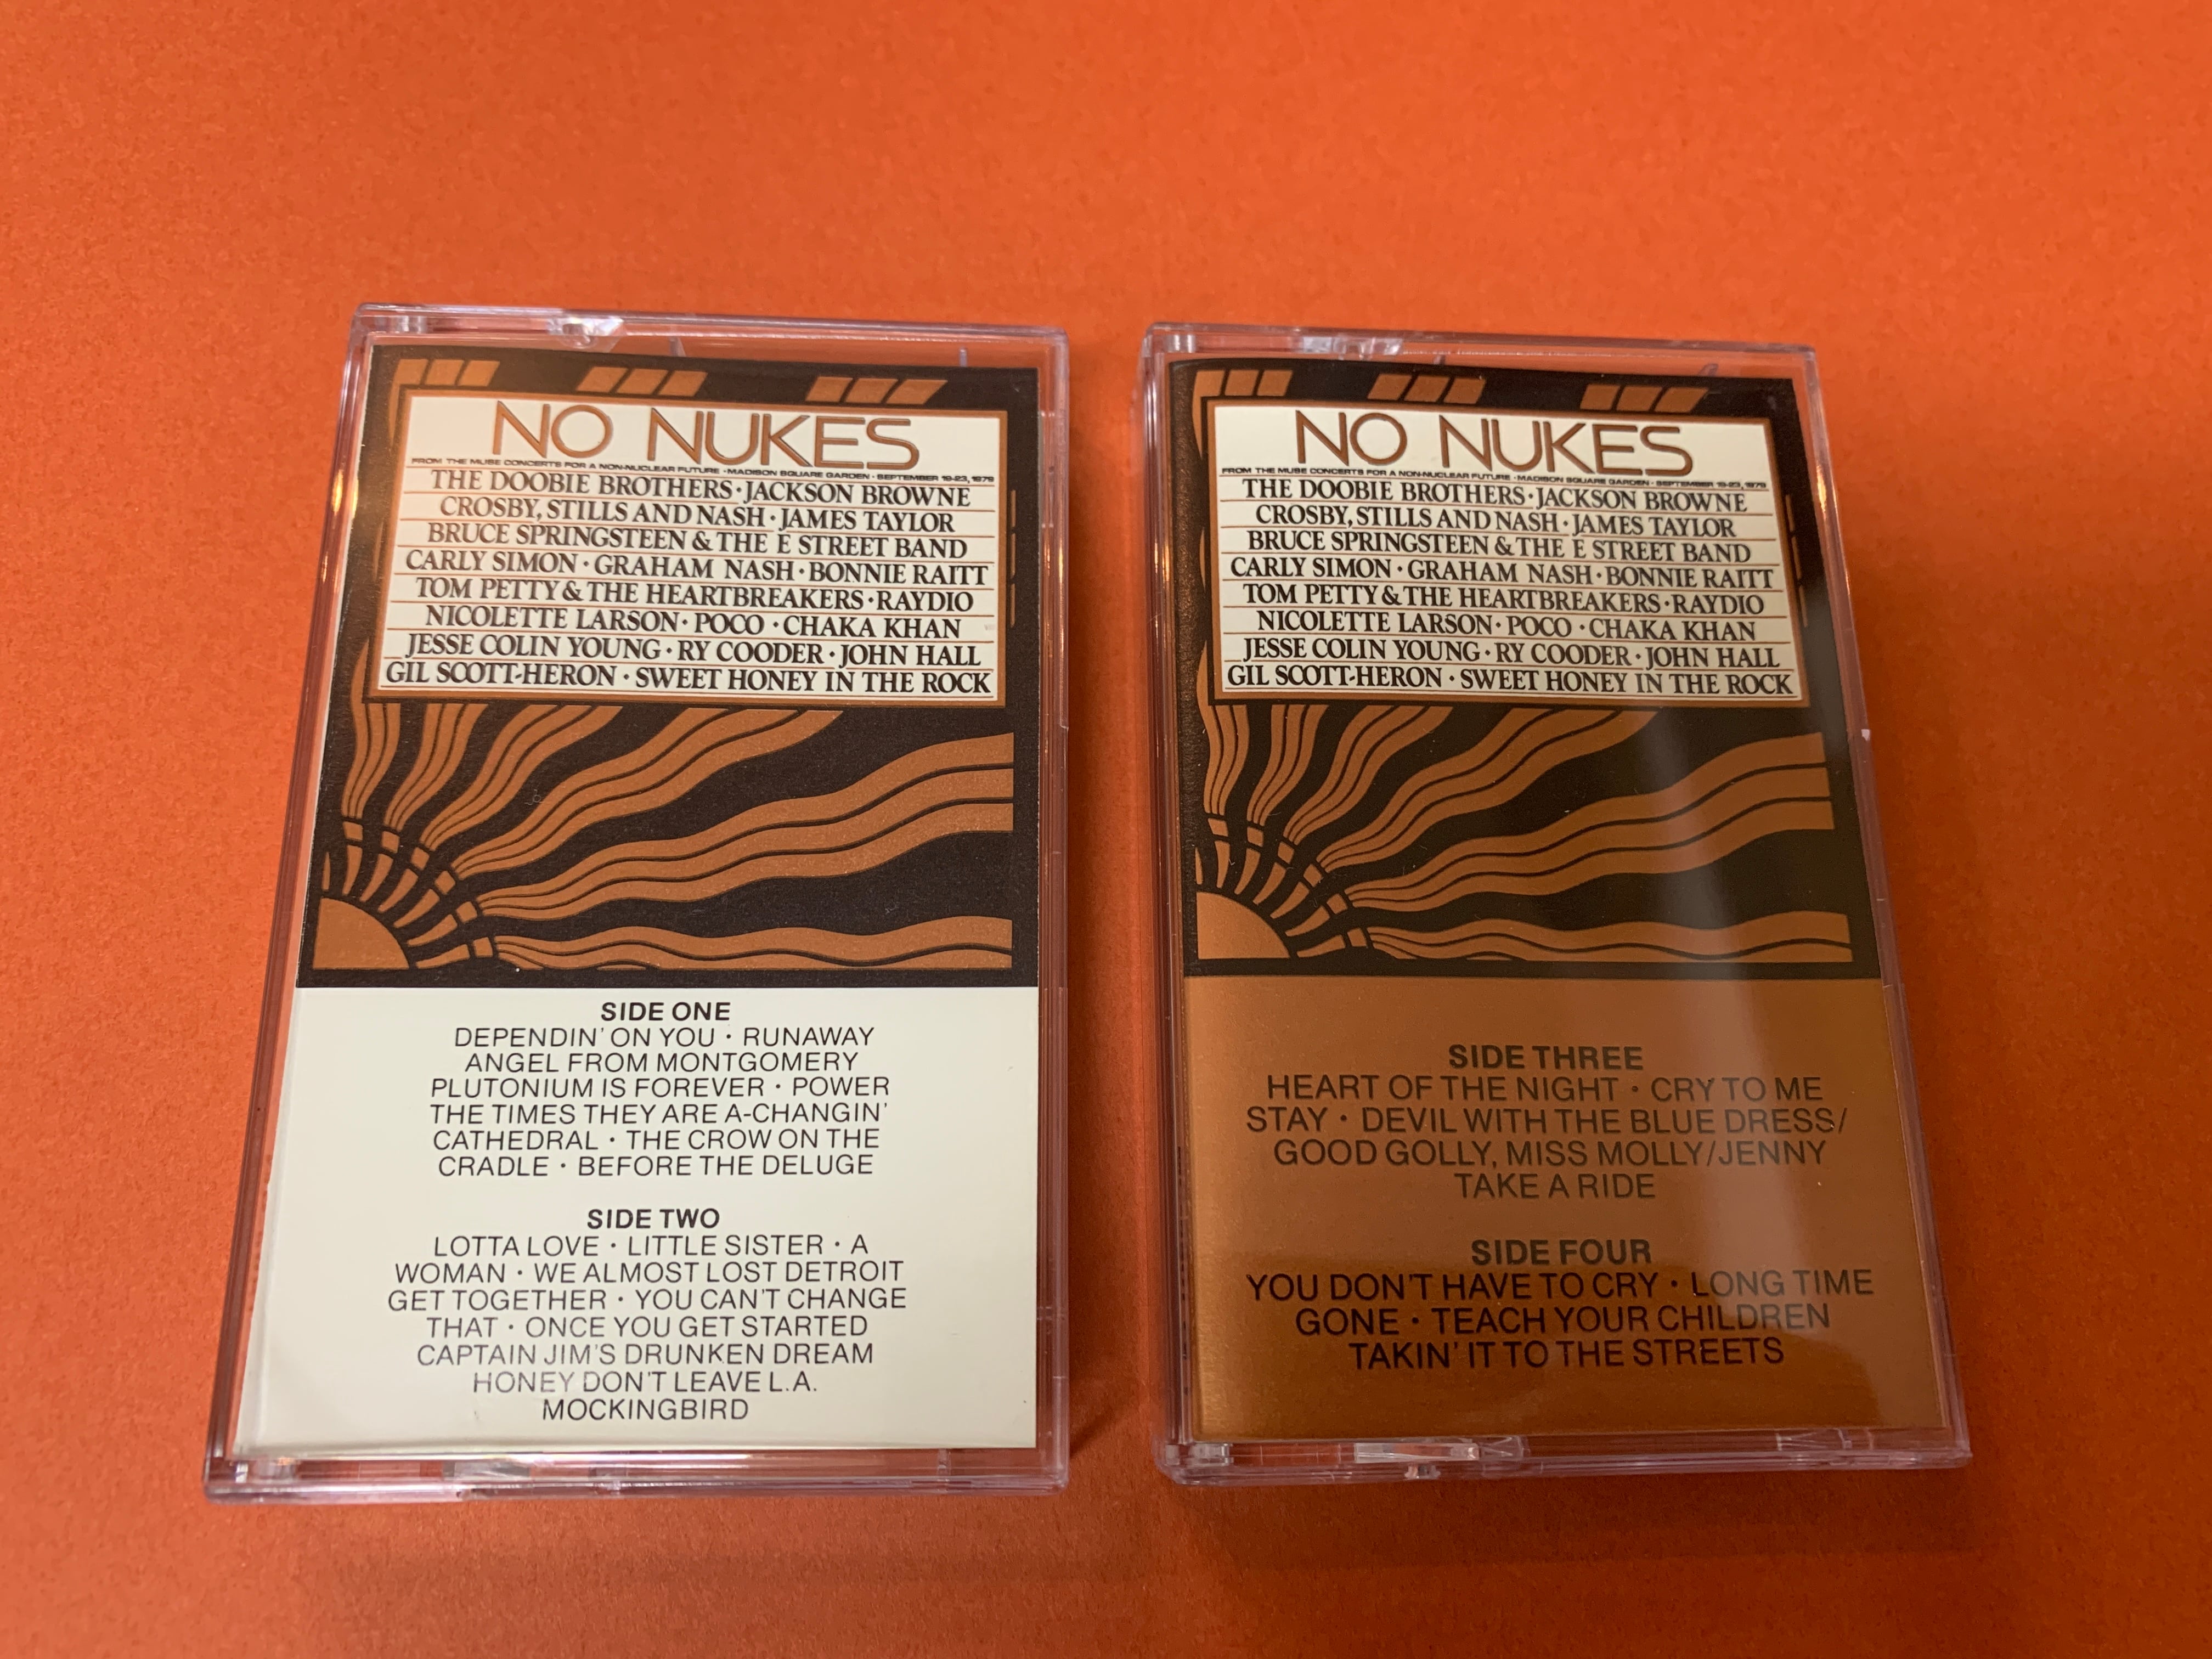 NO NUKES
FROM THE MUSE CONCERTS FOR A NON-NUCLEAR FUTURE • MADISON SQUARE GARDEN • SEPTEMBER 19-23, 1979
THE DOOBIE BROTHERS • JACKSON BROWNE
CROSBY, STILLS AND NASH • JAMES TAYLOR
BRUCE SPRINGSTEEN & THE E STREET BAND
CARLY SIMON • GRAHAM NASH • BONNIE RAITT
TOM PETTY & THE HEARTBREAKERS • RAYDIO
NICOLETTE LARSON • POCO • CHAKA KHAN
JESSE COLIN YOUNG • RY COODER • JOHN HALL
GIL SCOTT-HERON • SWEET HONEY IN THE ROCK
SIDE ONE
DEPENDIN' ON YOU • RUNAWAY
ANGEL FROM MONTGOMERY
PLUTONIUM IS FOREVER • POWER
THE TIMES THEY ARE A-CHANGIN'
CATHEDRAL • THE CROW ON THE
CRADLE • BEFORE THE DELUGE
SIDE TWO
LOTTA LOVE • LITTLE SISTER • A
WOMAN • WE ALMOST LOST DETROIT
GET TOGETHER • YOU CAN'T CHANGE
THAT • ONCE YOU GET STARTED
CAPTAIN JIM'S DRUNKEN DREAM
HONEY DON'T LEAVE L.A.
MOCKINGBIRD
NO NUKES
FROM THE MUSE CONCERTS FOR A NON-NUCLEAR FUTURE • MADISON SQUARE GARDEN • SEPTEMBER 19-23, 1979
THE DOOBIE BROTHERS • JACKSON BROWNE
CROSBY, STILLS AND NASH • JAMES TAYLOR
BRUCE SPRINGSTEEN & THE E STREET BAND
CARLY SIMON • GRAHAM NASH • BONNIE RAITT
TOM PETTY & THE HEARTBREAKERS • RAYDIO
NICOLETTE LARSON • POCO • CHAKA KHAN
JESSE COLIN YOUNG • RY COODER • JOHN HALL
GIL SCOTT-HERON • SWEET HONEY IN THE ROCK
SIDE THREE
HEART OF THE NIGHT • CRY TO ME
STAY • DEVIL WITH THE BLUE DRESS/
GOOD GOLLY, MISS MOLLY/JENNY
TAKE A RIDE
SIDE FOUR
YOU DON'T HAVE TO CRY • LONG TIME
GONE • TEACH YOUR CHILDREN
TAKIN' IT TO THE STREETS